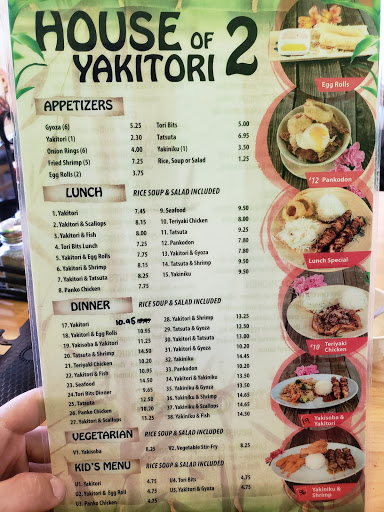 HOUSE OF
YAKITORI 2
APPETIZERS
Gyoza (6) 5.25
Yakitori (1) 2.30
Onion Rings (6) 4.00
Fried Shrimp (5) 7.25
Egg Rolls (2) 3.75
Tori Bits 5.00
Tatsuta 6.95
Yakiniku (1) 3.50
Rice, Soup or Salad 1.25
LUNCH RICE SOUP & SALAD INCLUDED
1. Yakitori 7.45
2. Yakitori & Scallops 8.15
3. Yakitori & Fish 8.00
4. Tori Bits Lunch 7.25
5. Yakitori & Egg Rolls 7.25
6. Yakitori & Shrimp 8.15
7. Yakitori & Tatsuta 8.25
8. Panko Chicken 7.75
9. Seafood 9.50
10. Teriyaki Chicken 8.00
11. Tatsuta 9.25
12. Pankodon 7.80
13. Yakitori & Gyoza
14. Tatsuta & Shrimp 9.50
15. Yakiniku 9.50
DINNER RICE SOUP & SALAD INCLUDED
17. Yakitori 10.95
18. Yakitori & Egg Rolls 10.95
19. Yakisoba & Yakitori 11.25
20. Tatsuta & Shrimp 14.50
21. Teriyaki Chicken 10.20
22. Yakitori & Fish 10.95
23. Seafood 14.50
24. Tori Bits Dinner 9.65
25. Tatsuta
26. Panko Chicken 10.20
27. Yakitori & Scallops 13.25
28. Yakitori & Shrimp 13.25
29. Tatsuta & Gyoza 12.50
30. Yakitori & Tatsuta 13.00
31. Yakitori & Gyoza 10.20
32. Yakiniku 14.45
33. Pankodon 10.20
34. Yakitori & Yakiniku 13.50
35. Yakiniku & Gyoza 13.50
36. Yakiniku & Shrimp 14.65
37. Yakiniku & Scallops 14.65
38. Yakiniku & Fish 14.50
VEGETARIAN RICE SOUP & SALAD INCLUDED
V1. Yakisoba
V2. Vegetable Stir-Fry 8.25
KID'S MENU RICE SOUP & SALAD INCLUDED
U1. Yakitori 4.75
U2. Yakitori & Egg Roll 4.75
U3. Panko Chicken 4.75
U4. Tori Bits 4.75
U5. Yakitori & Gyoza 4.75
Egg Rolls
#12 Pankodon
Lunch Special
#10 Teriyaki
Chicken
Yakisoba &
Yakitori
Yakiniku
& Shrimp